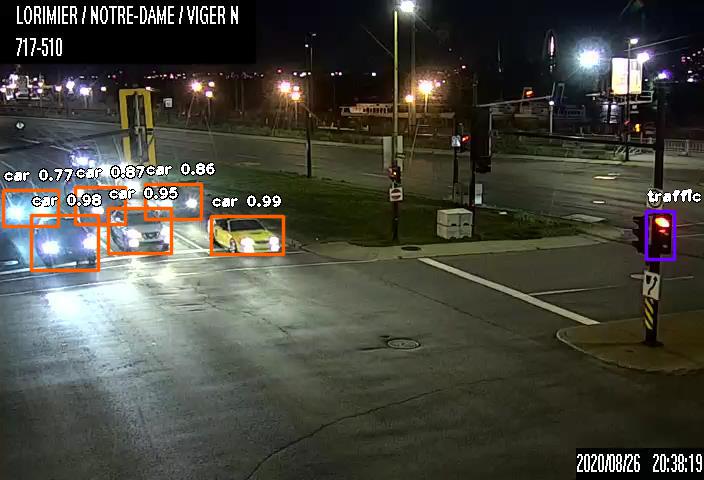 LORIMIER / NOTRE-DAME / VIGER N
717-510
car 0.77
car 0.87
car 0.86
car 0.98
car 0.95
car 0.99
traffic
2020/08/26 20:38:19